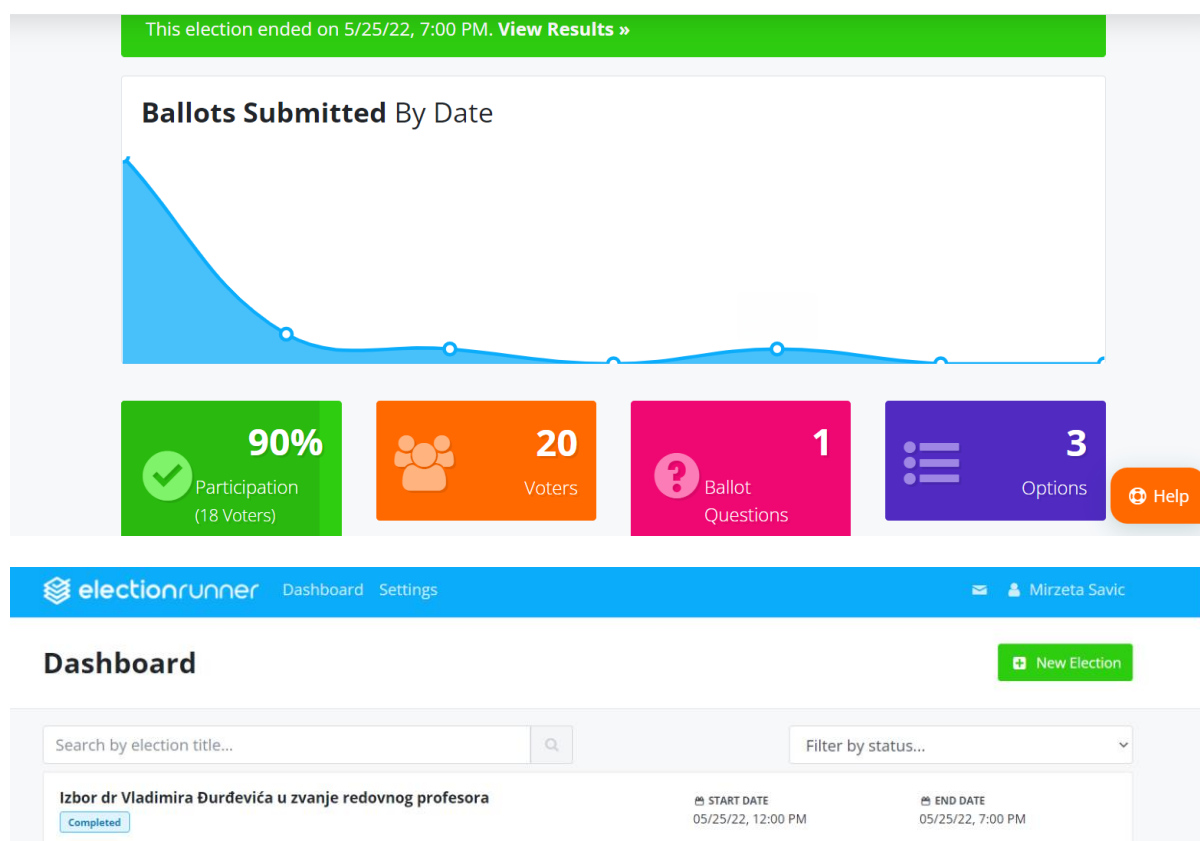 This election ended on 5/25/22, 7:00 PM. View Results »
Ballots Submitted By Date
90%
Participation
(18 Voters)
20
Voters
1
Ballot
Questions
3
Options
Help
electionrunner Dashboard Settings Mirzeta Savic
Dashboard
New Election
Search by election title...
Filter by status...
Izbor dr Vladimira Đurđevića u zvanje redovnog profesora
Completed
START DATE
05/25/22, 12:00 PM
END DATE
05/25/22, 7:00 PM